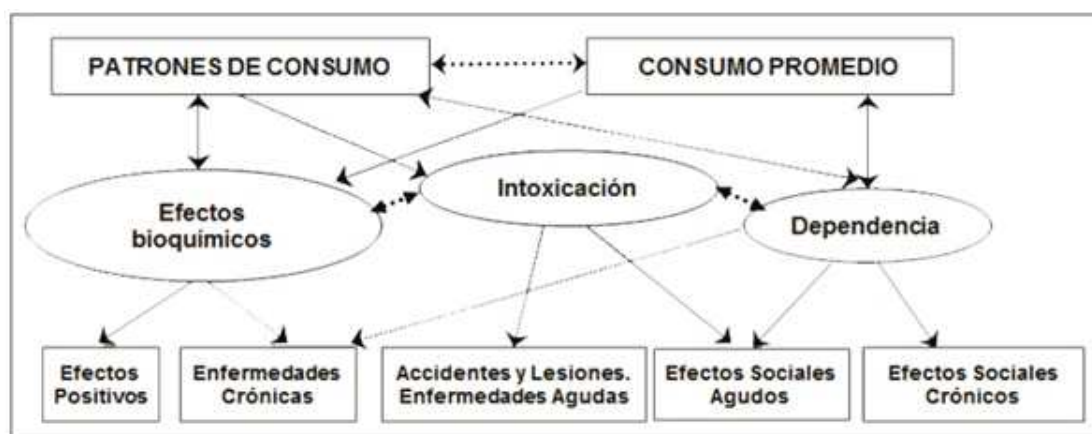 PATRONES DE CONSUMO
CONSUMO PROMEDIO
Efectos
bioquímicos
Intoxicación
Dependencia
Efectos
Positivos
Enfermedades
Crónicas
Accidentes y Lesiones.
Enfermedades Agudas
Efectos Sociales
Agudos
Efectos Sociales
Crónicos